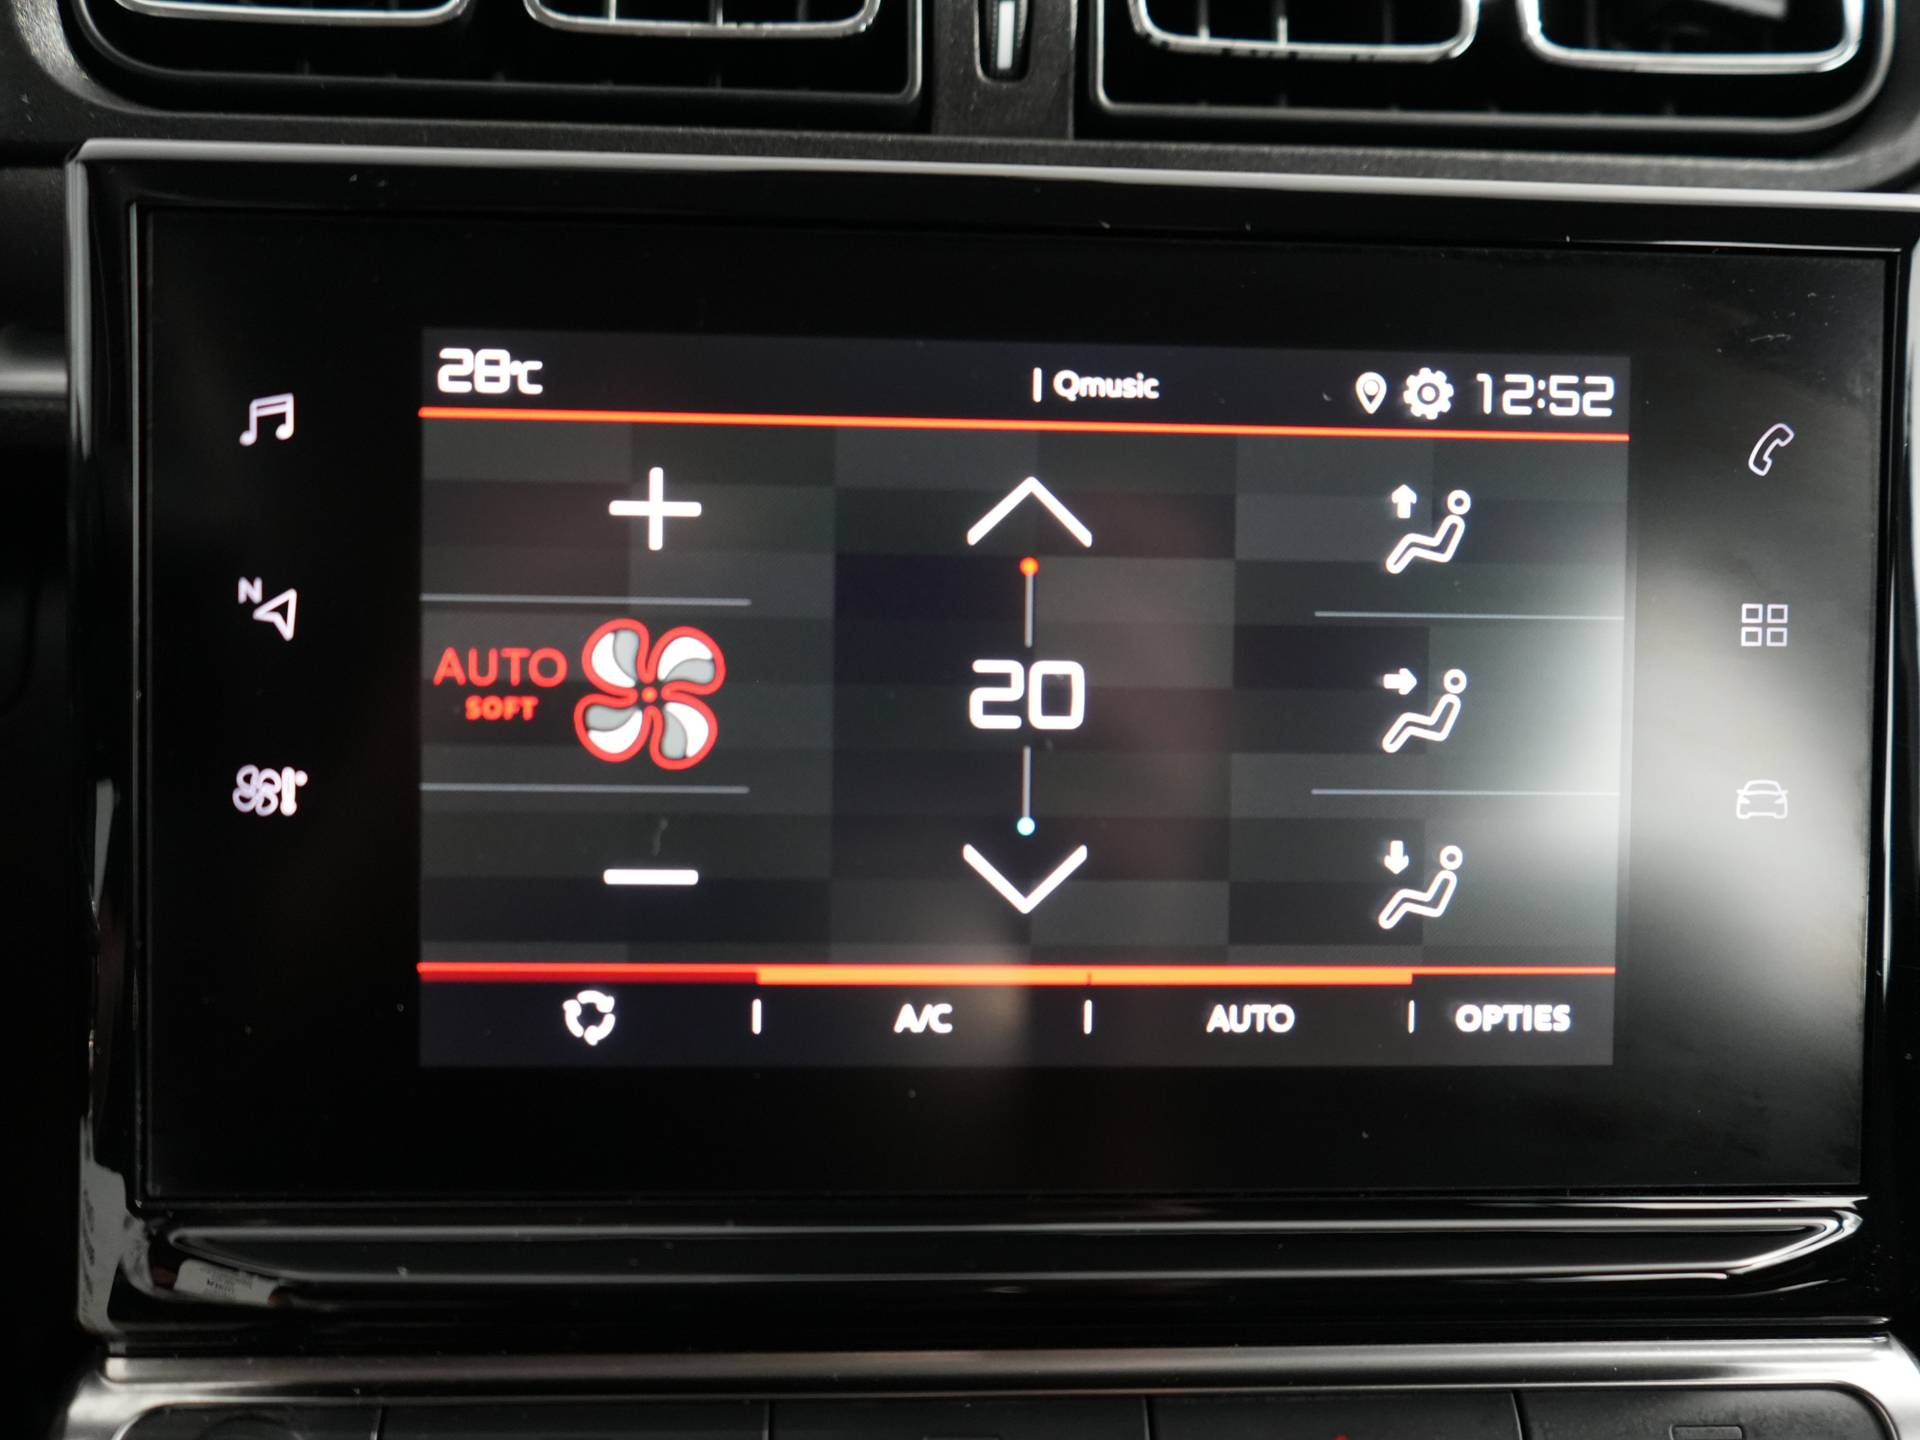 28°C
| Qmusic
12:52
N
AUTO
SOFT
20
A/C
AUTO
OPTIES